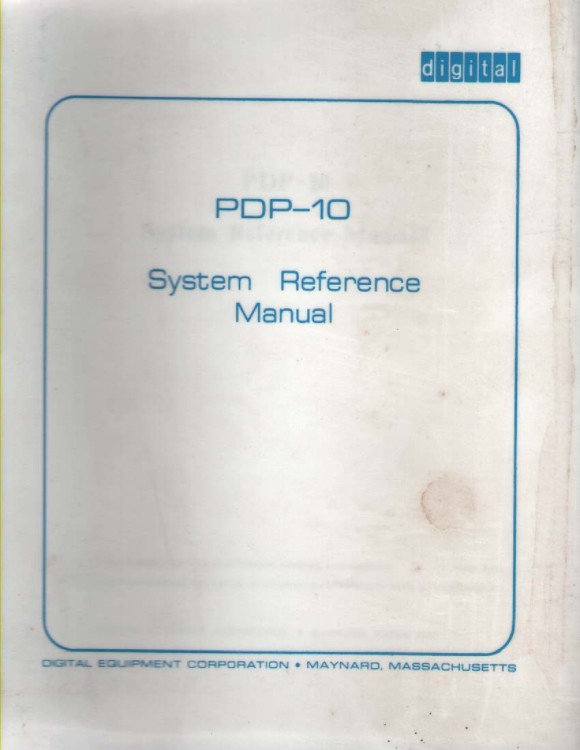 digital
PDP-10
System Reference
Manual
DIGITAL EQUIPMENT CORPORATION • MAYNARD, MASSACHUSETTS